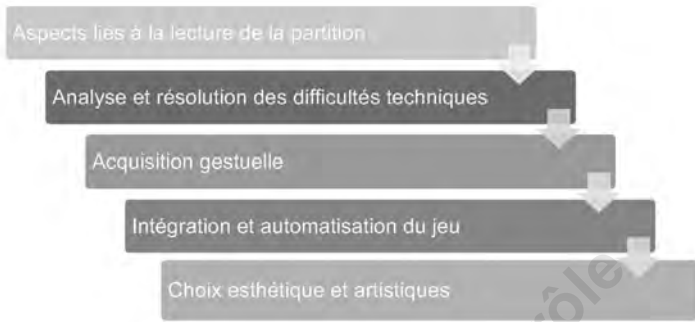 Aspects liés à la lecture de la partition
Analyse et résolution des difficultés techniques
Acquisition gestuelle
Intégration et automatisation du jeu
Choix esthétique et artistiques